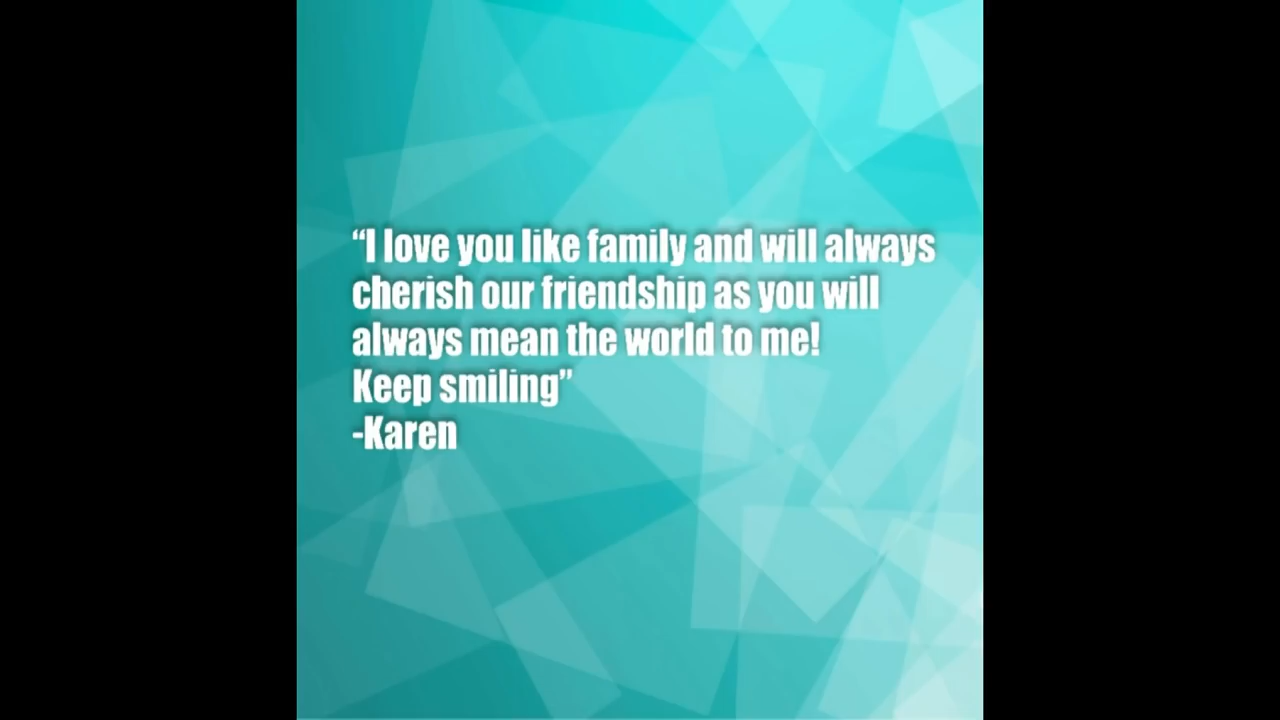 “I love you like family and will always
cherish our friendship as you will
always mean the world to me!
Keep smiling”
-Karen